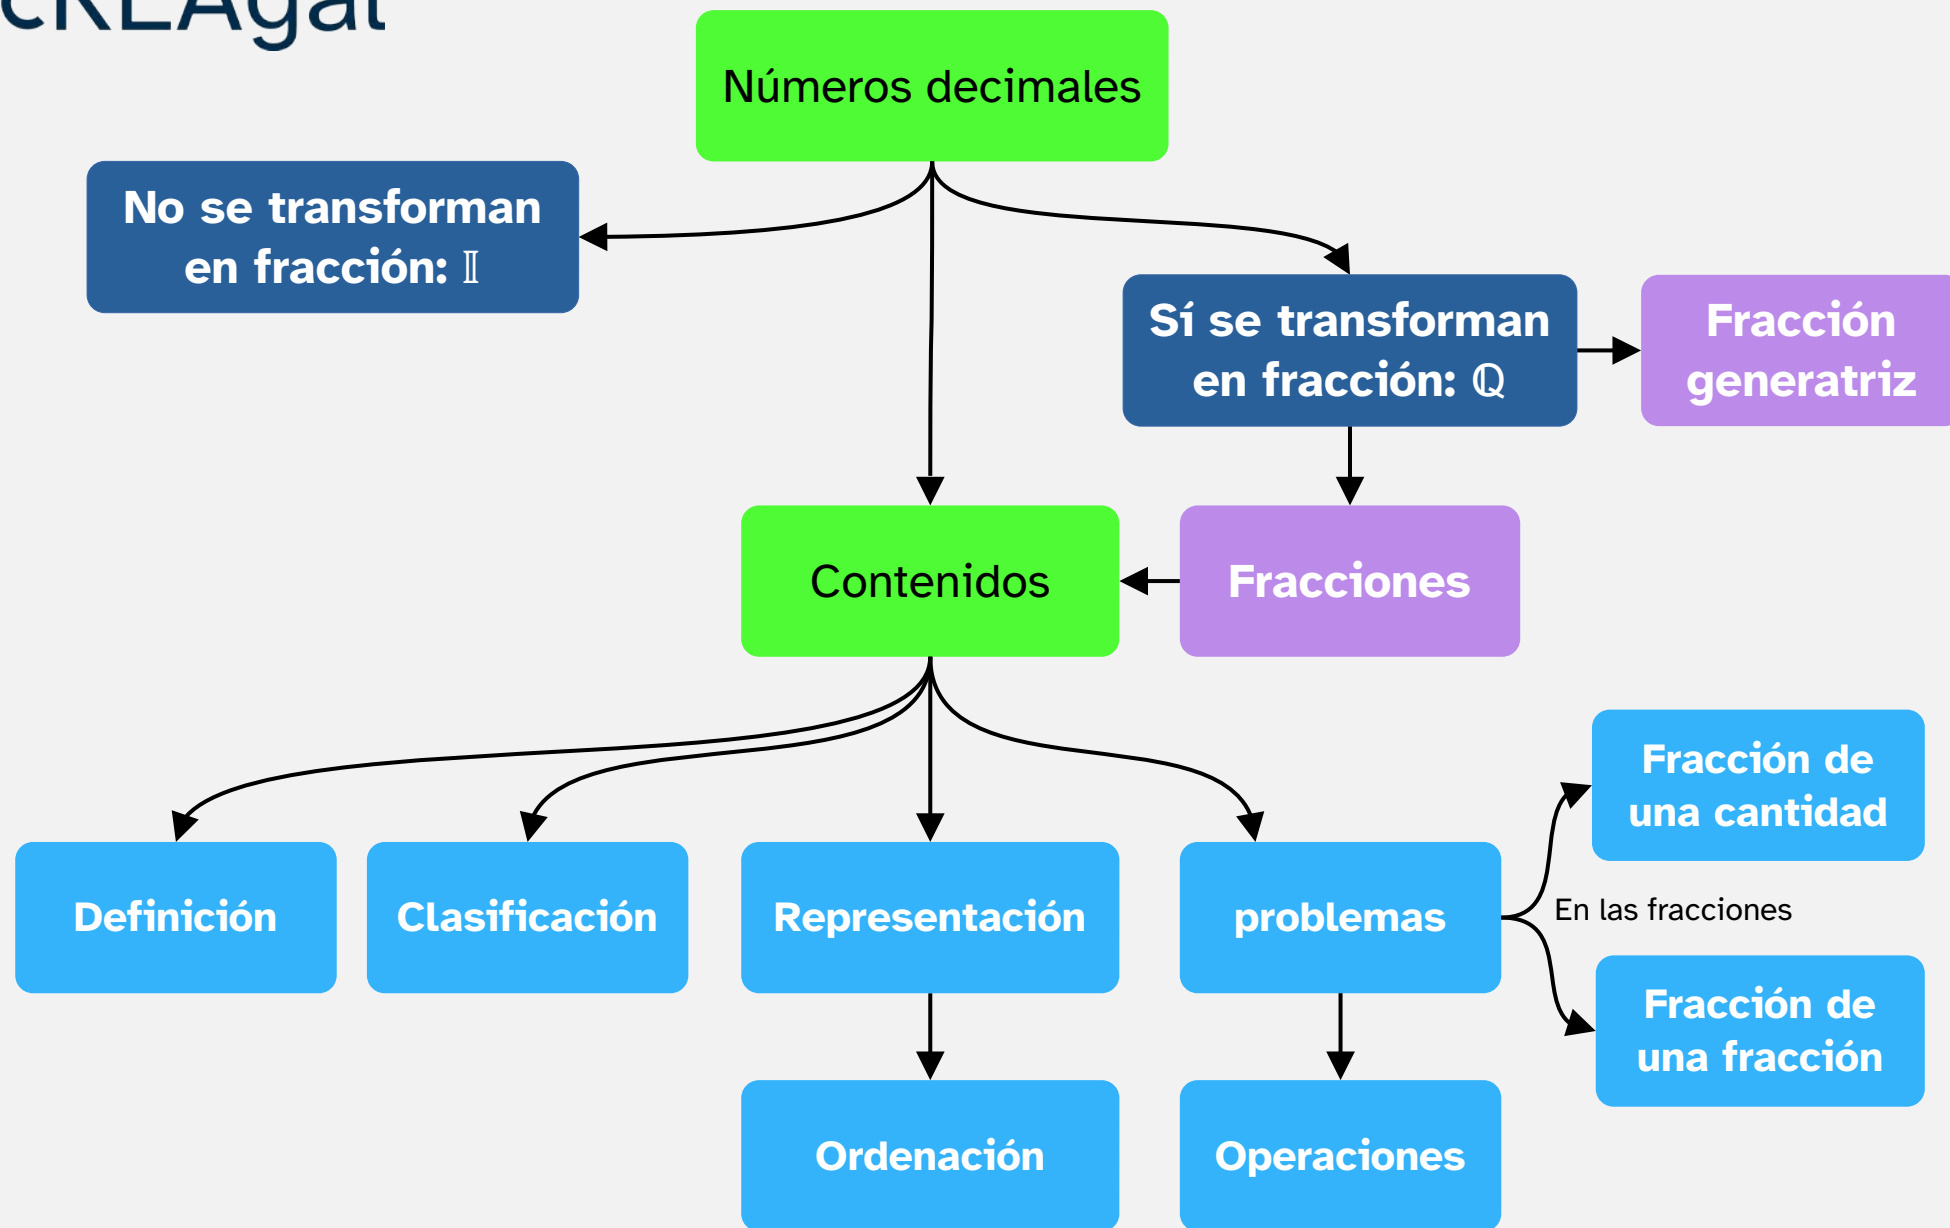 cREAgal
Números decimales
No se transforman
en fracción: 𝕀
Sí se transforman
en fracción: ℚ
Fracción
generatriz
Contenidos
Fracciones
Fracción de
una cantidad
Definición
Clasificación
Representación
problemas
En las fracciones
Fracción de
una fracción
Ordenación
Operaciones